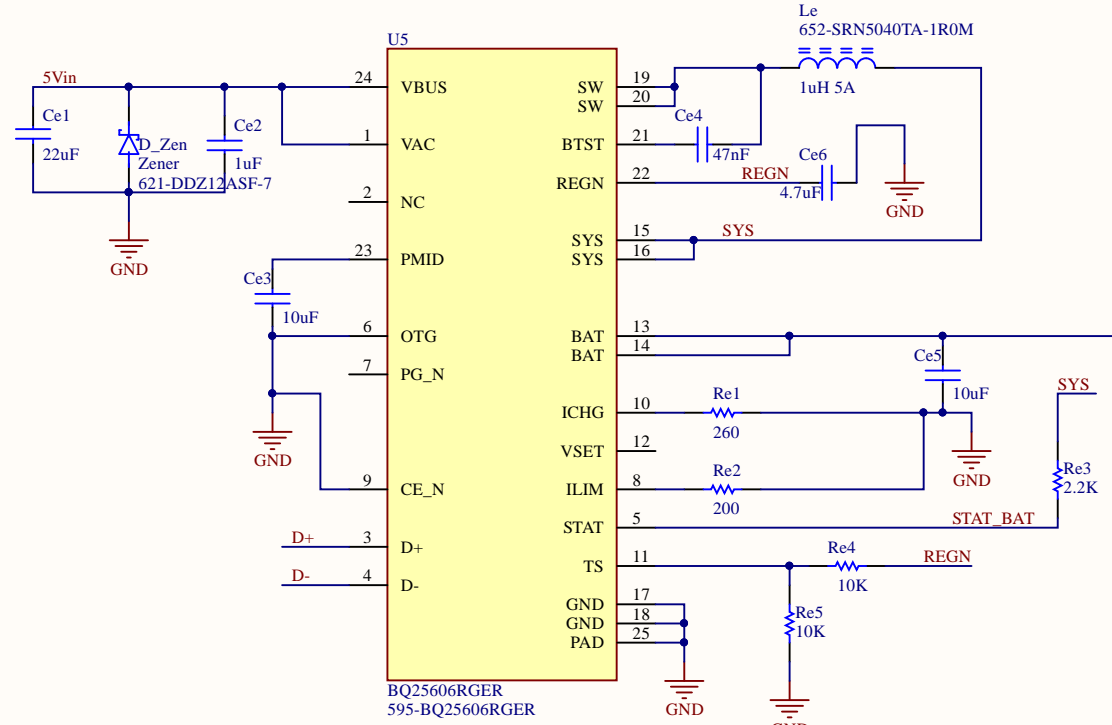 Le
652-SRN5040TA-1R0M
1uH 5A
U5
5Vin
Ce1
22uF
D_Zen
Zener
621-DDZ12ASF-7
Ce2
1uF
GND
24 VBUS
1 VAC
2 NC
23 PMID
6 OTG
7 PG_N
9 CE_N
3 D+
4 D-
Ce3
10uF
GND
D+
D-
SW 19
SW 20
BTST 21
REGN 22
SYS 15
SYS 16
BAT 13
BAT 14
ICHG 10
VSET 12
ILIM 8
STAT 5
TS 11
GND 17
GND 18
PAD 25
Ce4
47nF
REGN
Ce6
4.7uF
GND
SYS
Ce5
10uF
Re1
260
Re2
200
GND
SYS
Re3
2.2K
STAT_BAT
Re4
10K
REGN
Re5
10K
GND
GND
BQ25606RGER
595-BQ25606RGER